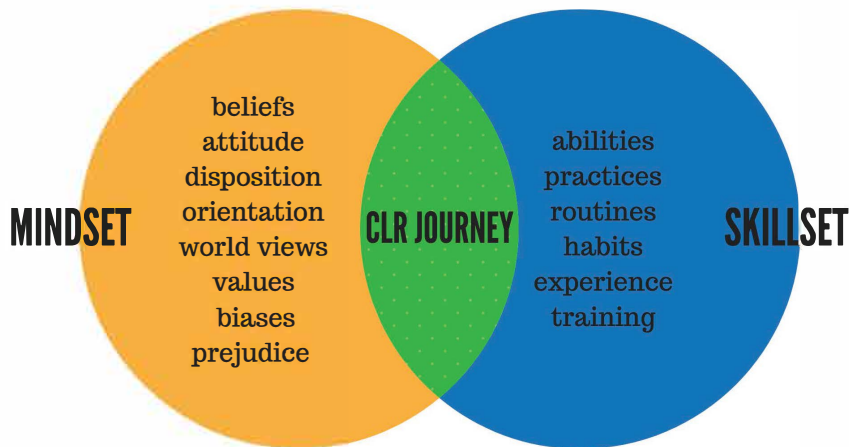 MINDSET
beliefs
attitude
disposition
orientation
world views
values
biases
prejudice
CLR JOURNEY
abilities
practices
routines
habits
experience
training
SKILLSET